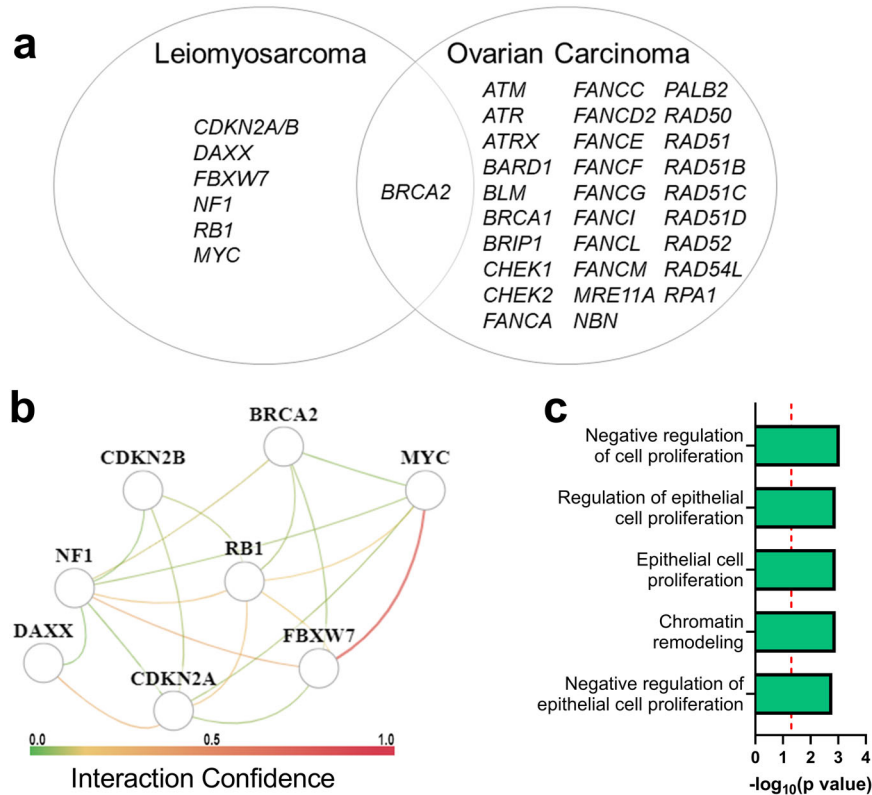 a
Leiomyosarcoma
Ovarian Carcinoma
CDKN2A/B
DAXX
FBXW7
NF1
RB1
MYC
BRCA2
ATM FANCC PALB2
ATR FANCD2 RAD50
ATRX FANCE RAD51
BARD1 FANCF RAD51B
BLM FANCG RAD51C
BRCA1 FANCI RAD51D
BRIP1 FANCL RAD52
CHEK1 FANCM RAD54L
CHEK2 MRE11A RPA1
FANCA NBN
b
BRCA2
CDKN2B
MYC
NF1
RB1
DAXX
FBXW7
CDKN2A
0.0 0.5 1.0
Interaction Confidence
c
Negative regulation
of cell proliferation
Regulation of epithelial
cell proliferation
Epithelial cell
proliferation
Chromatin
remodeling
Negative regulation of
epithelial cell proliferation
0 1 2 3 4
-log10(p value)